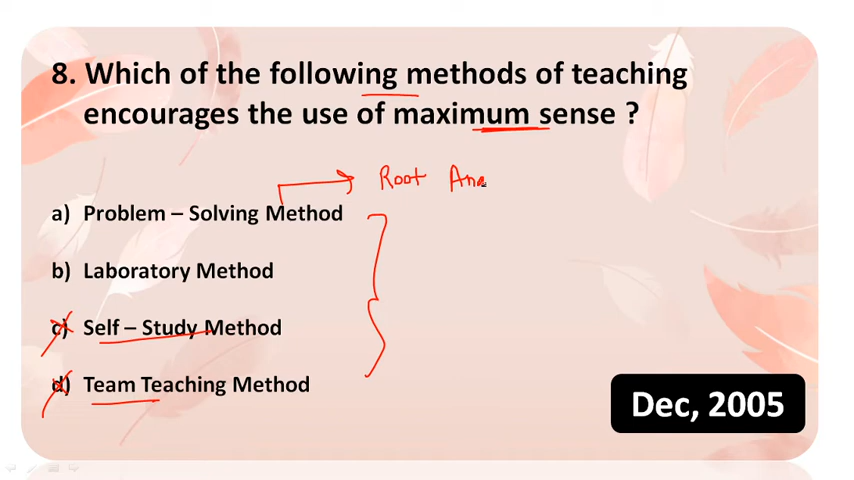 8. Which of the following methods of teaching
encourages the use of maximum sense ?
Root Ana
a) Problem – Solving Method
b) Laboratory Method
c) Self – Study Method
d) Team Teaching Method
Dec, 2005